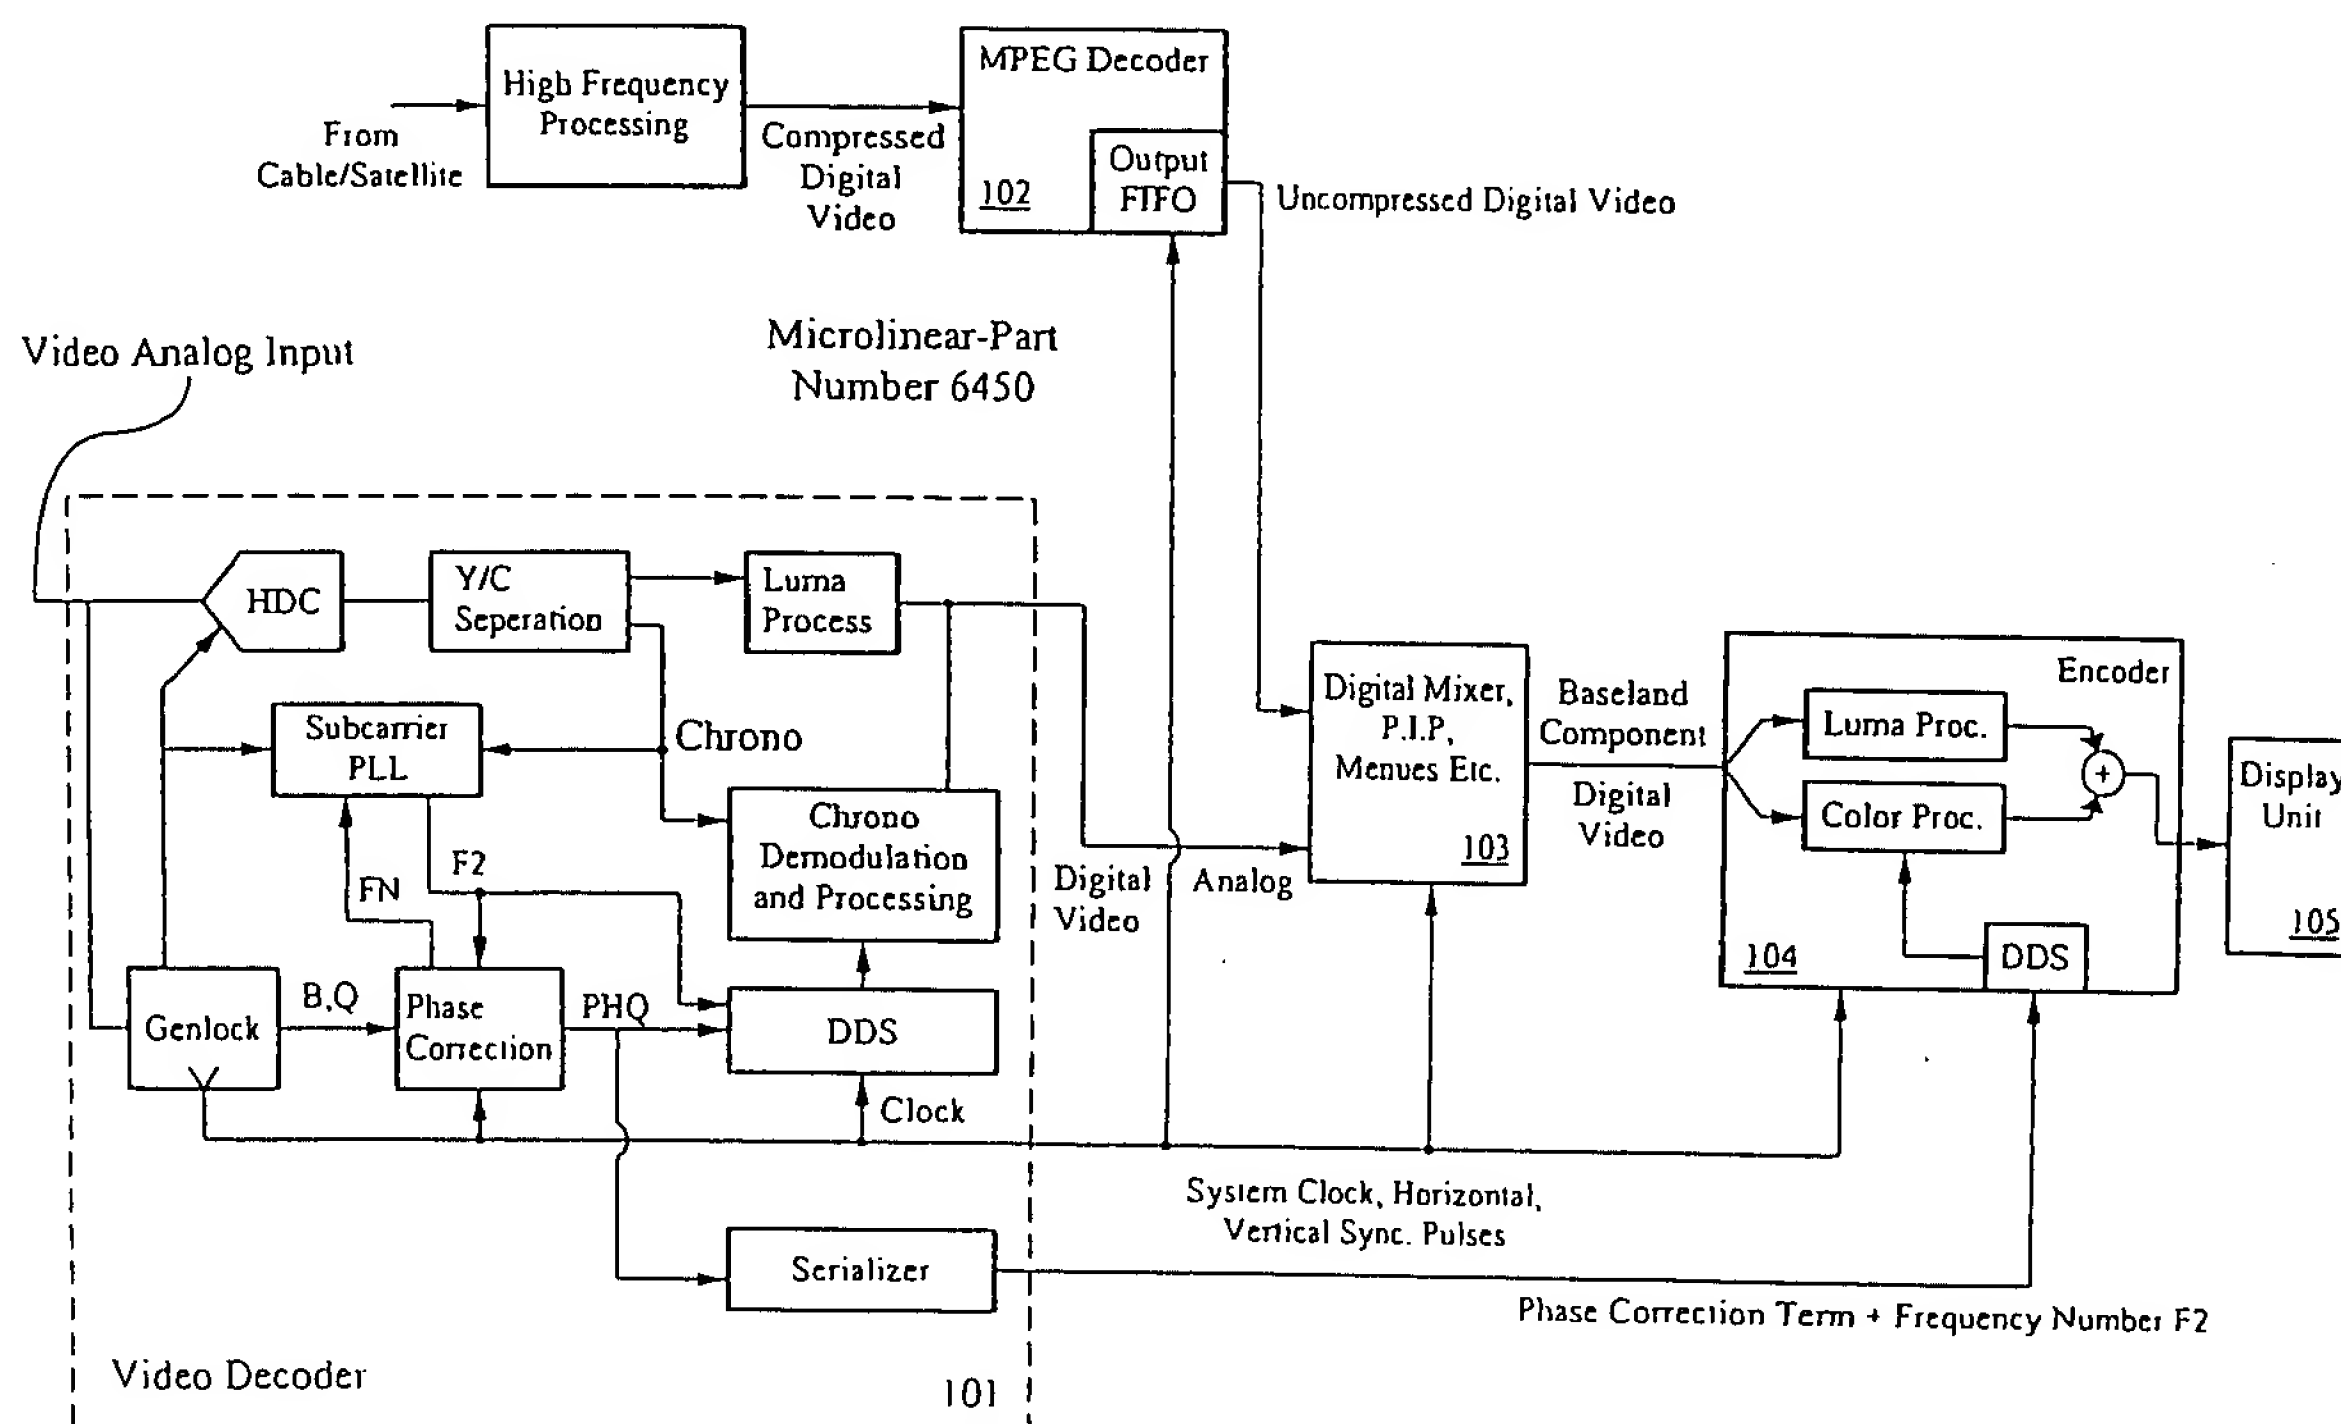 High Frequency
Processing
From
Cable/Satellite
Compressed
Digital
Video
MPEG Decoder
Output
FIFO
102
Uncompressed Digital Video
Microlinear-Part
Number 6450
Video Analog Input
HDC
Y/C
Seperation
Luma
Process
Subcarrier
PLL
Chrono
Chrono
Demodulation
and Processing
FN
F2
Genlock
B,Q
Phase
Correction
PHQ
DDS
Clock
Serializer
Video Decoder
101
Digital
Video
Analog
Digital Mixer,
P.I.P,
Menues Etc.
103
Baseland
Component
Digital
Video
Encoder
Luma Proc.
Color Proc.
+
DDS
104
Display
Unit
105
System Clock, Horizontal,
Vertical Sync. Pulses
Phase Correction Term + Frequency Number F2